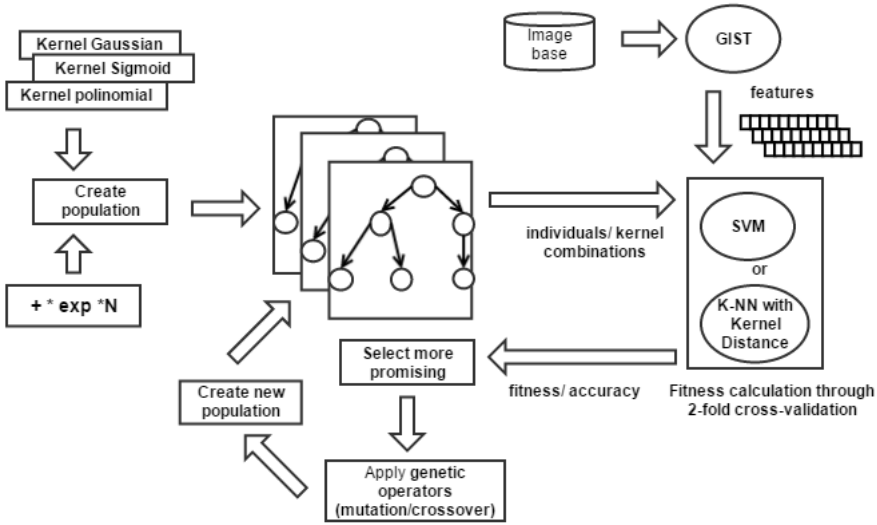 Kernel Gaussian
Kernel Sigmoid
Kernel polinomial
Create
population
+ * exp *N
Image
base
GIST
features
individuals/ kernel
combinations
SVM
or
K-NN with
Kernel
Distance
Fitness calculation through
2-fold cross-validation
fitness/ accuracy
Select more
promising
Apply genetic
operators
(mutation/crossover)
Create new
population